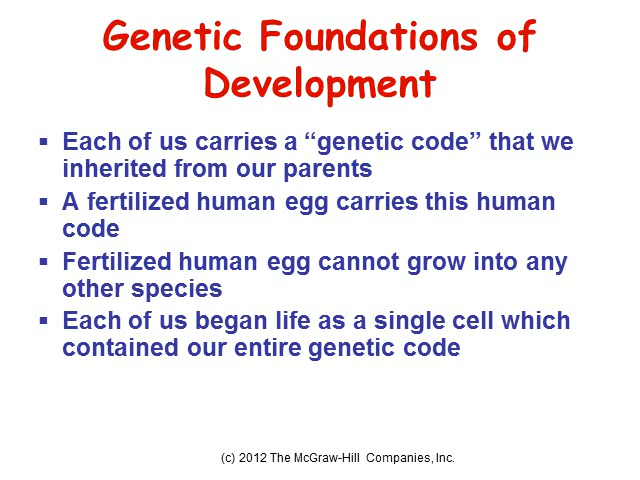 Genetic Foundations of
Development
▪ Each of us carries a “genetic code” that we
inherited from our parents
▪ A fertilized human egg carries this human
code
▪ Fertilized human egg cannot grow into any
other species
▪ Each of us began life as a single cell which
contained our entire genetic code
(c) 2012 The McGraw-Hill Companies, Inc.